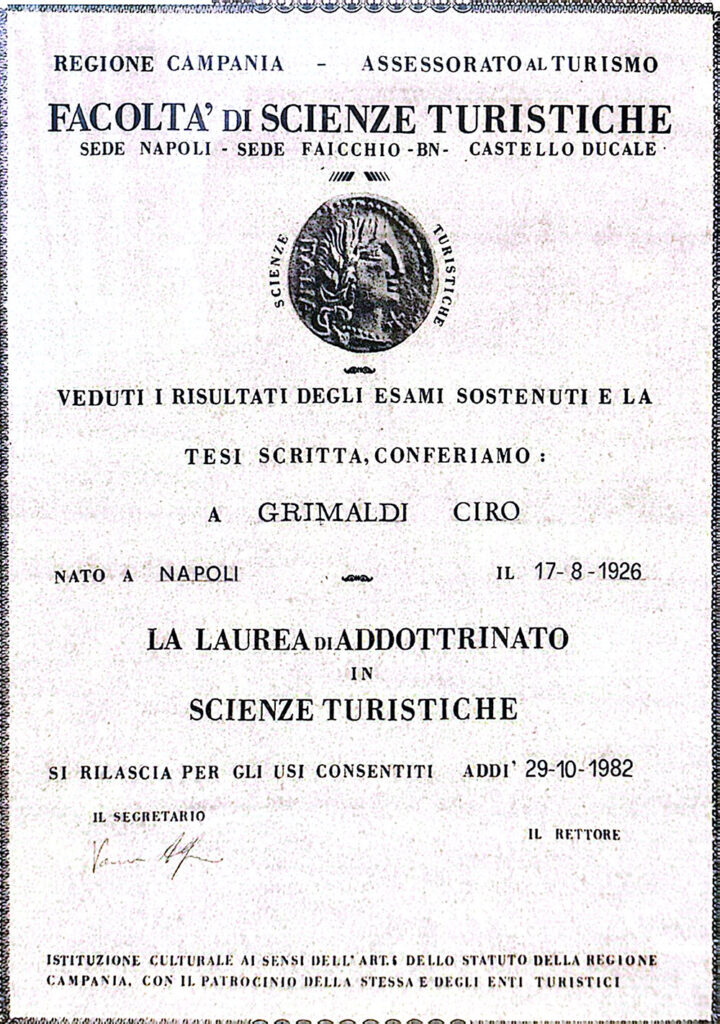 REGIONE CAMPANIA - ASSESSORATO AL TURISMO
FACOLTA' DI SCIENZE TURISTICHE
SEDE NAPOLI - SEDE FAICCHIO -BN- CASTELLO DUCALE
SCIENZE TURISTICHE
VEDUTI I RISULTATI DEGLI ESAMI SOSTENUTI E LA
TESI SCRITTA, CONFERIAMO :
A GRIMALDI CIRO
NATO A NAPOLI IL 17-8-1926
LA LAUREA DI ADDOTTRINATO
IN
SCIENZE TURISTICHE
SI RILASCIA PER GLI USI CONSENTITI ADDI' 29-10-1982
IL SEGRETARIO
IL RETTORE
ISTITUZIONE CULTURALE AI SENSI DELL'ART.6 DELLO STATUTO DELLA REGIONE
CAMPANIA, CON IL PATROCINIO DELLA STESSA E DEGLI ENTI TURISTICI